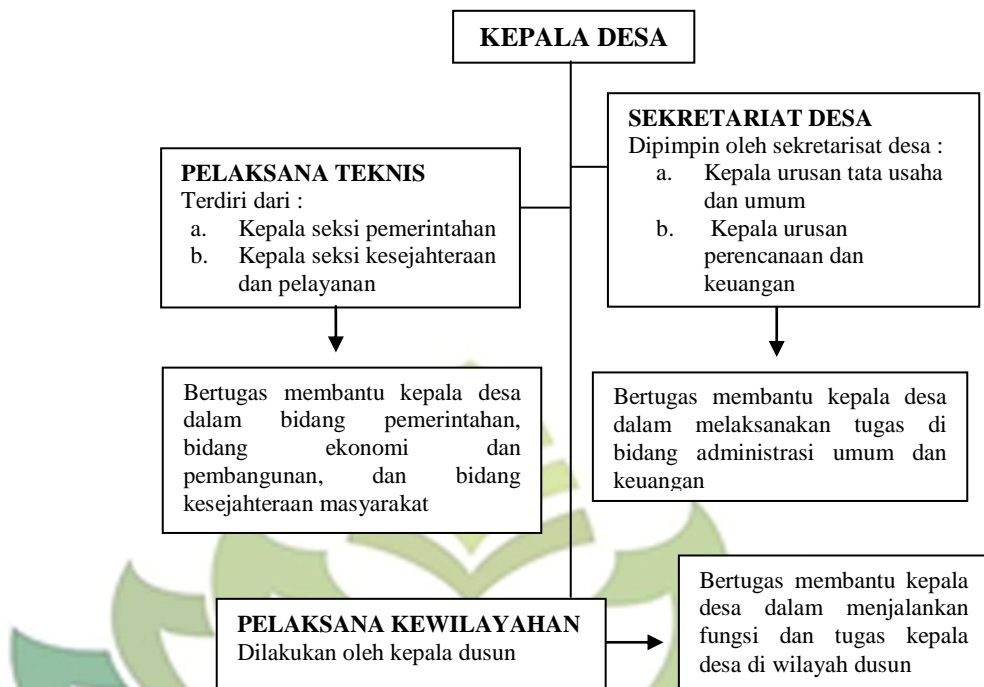 KEPALA DESA
SEKRETARIAT DESA
Dipimpin oleh sekretarisat desa :
a. Kepala urusan tata usaha
dan umum
b. Kepala urusan
perencanaan dan
keuangan
PELAKSANA TEKNIS
Terdiri dari :
a. Kepala seksi pemerintahan
b. Kepala seksi kesejahteraan
dan pelayanan
Bertugas membantu kepala desa
dalam bidang pemerintahan,
bidang ekonomi dan
pembangunan, dan bidang
kesejahteraan masyarakat
Bertugas membantu kepala desa
dalam melaksanakan tugas di
bidang administrasi umum dan
keuangan
PELAKSANA KEWILAYAHAN
Dilakukan oleh kepala dusun
Bertugas membantu kepala
desa dalam menjalankan
fungsi dan tugas kepala
desa di wilayah dusun